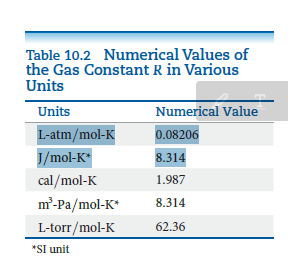 Table 10.2 Numerical Values of
the Gas Constant R in Various
Units
Units Numerical Value
L-atm/mol-K 0.08206
J/mol-K* 8.314
cal/mol-K 1.987
m³-Pa/mol-K* 8.314
L-torr/mol-K 62.36
*SI unit